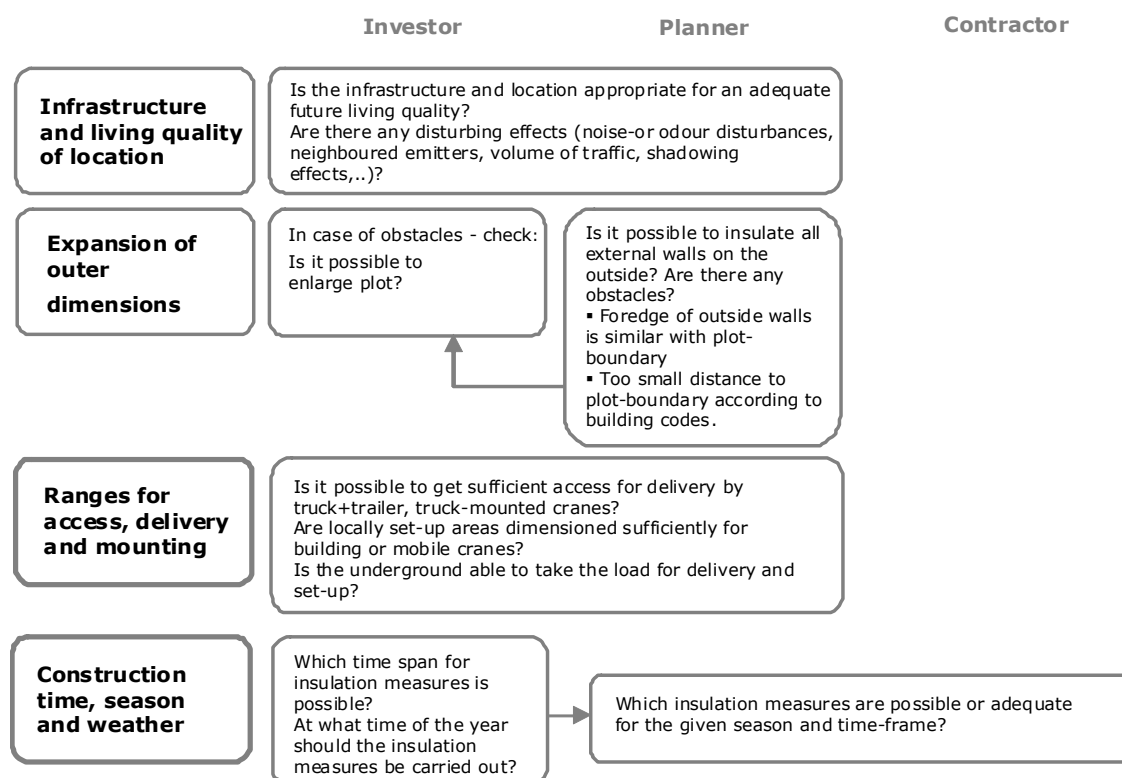 Investor
Planner
Contractor
Infrastructure
and living quality
of location
Is the infrastructure and location appropriate for an adequate
future living quality?
Are there any disturbing effects (noise-or odour disturbances,
neighboured emitters, volume of traffic, shadowing
effects,..)?
Expansion of
outer
dimensions
In case of obstacles - check:
Is it possible to
enlarge plot?
Is it possible to insulate all
external walls on the
outside? Are there any
obstacles?
▪ Foredge of outside walls
is similar with plot-
boundary
▪ Too small distance to
plot-boundary according to
building codes.
Ranges for
access, delivery
and mounting
Is it possible to get sufficient access for delivery by
truck+trailer, truck-mounted cranes?
Are locally set-up areas dimensioned sufficiently for
building or mobile cranes?
Is the underground able to take the load for delivery and
set-up?
Construction
time, season
and weather
Which time span for
insulation measures is
possible?
At what time of the year
should the insulation
measures be carried out?
Which insulation measures are possible or adequate
for the given season and time-frame?